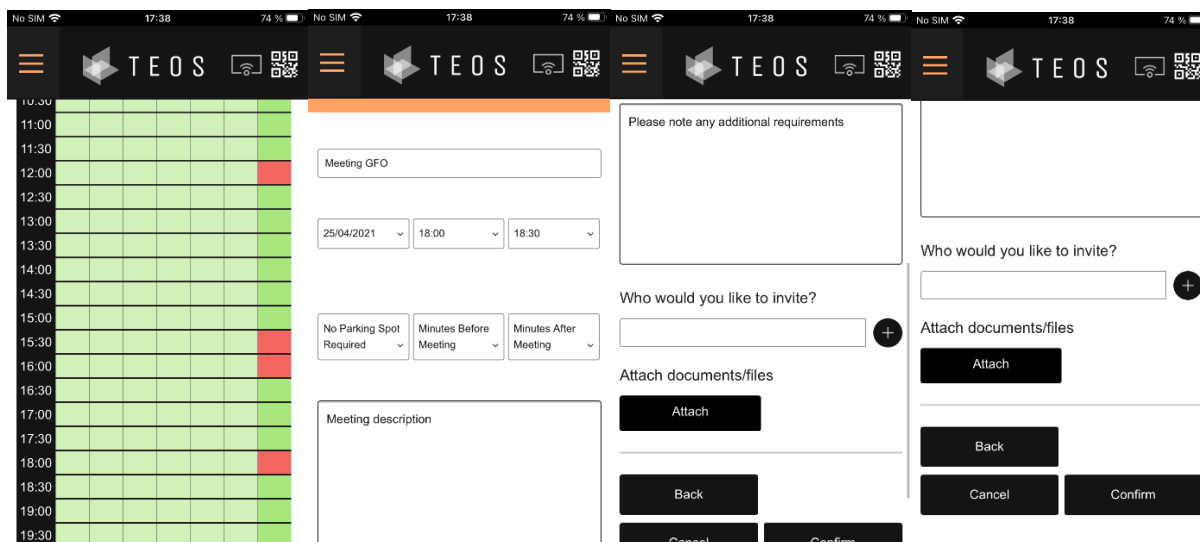 No SIM 17:38 74 %
TEOS
10:30
11:00
11:30
12:00
12:30
13:00
13:30
14:00
14:30
15:00
15:30
16:00
16:30
17:00
17:30
18:00
18:30
19:00
19:30
No SIM 17:38 74 %
TEOS
Meeting GFO
25/04/2021 18:00 18:30
No Parking Spot Required
Minutes Before Meeting
Minutes After Meeting
Meeting description
No SIM 17:38 74 %
TEOS
Please note any additional requirements
Who would you like to invite?
+
Attach documents/files
Attach
Back
Cancel Confirm
No SIM 17:38 74 %
TEOS
Who would you like to invite?
+
Attach documents/files
Attach
Back
Cancel Confirm